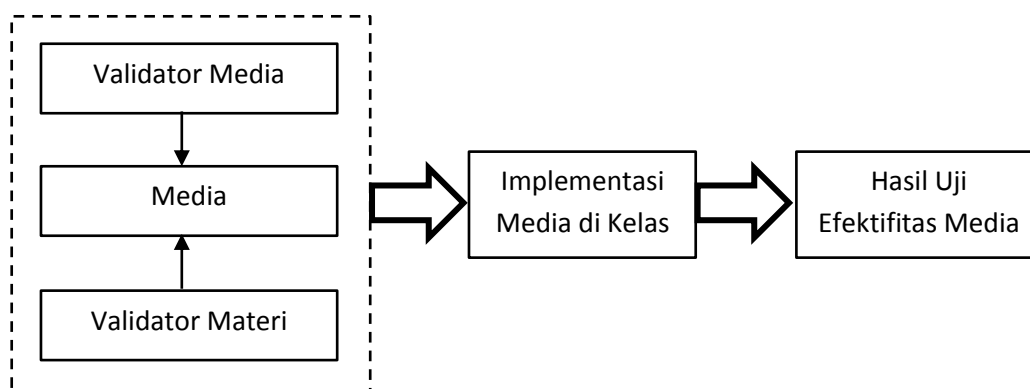 Validator Media
Media
Validator Materi
Implementasi
Media di Kelas
Hasil Uji
Efektifitas Media